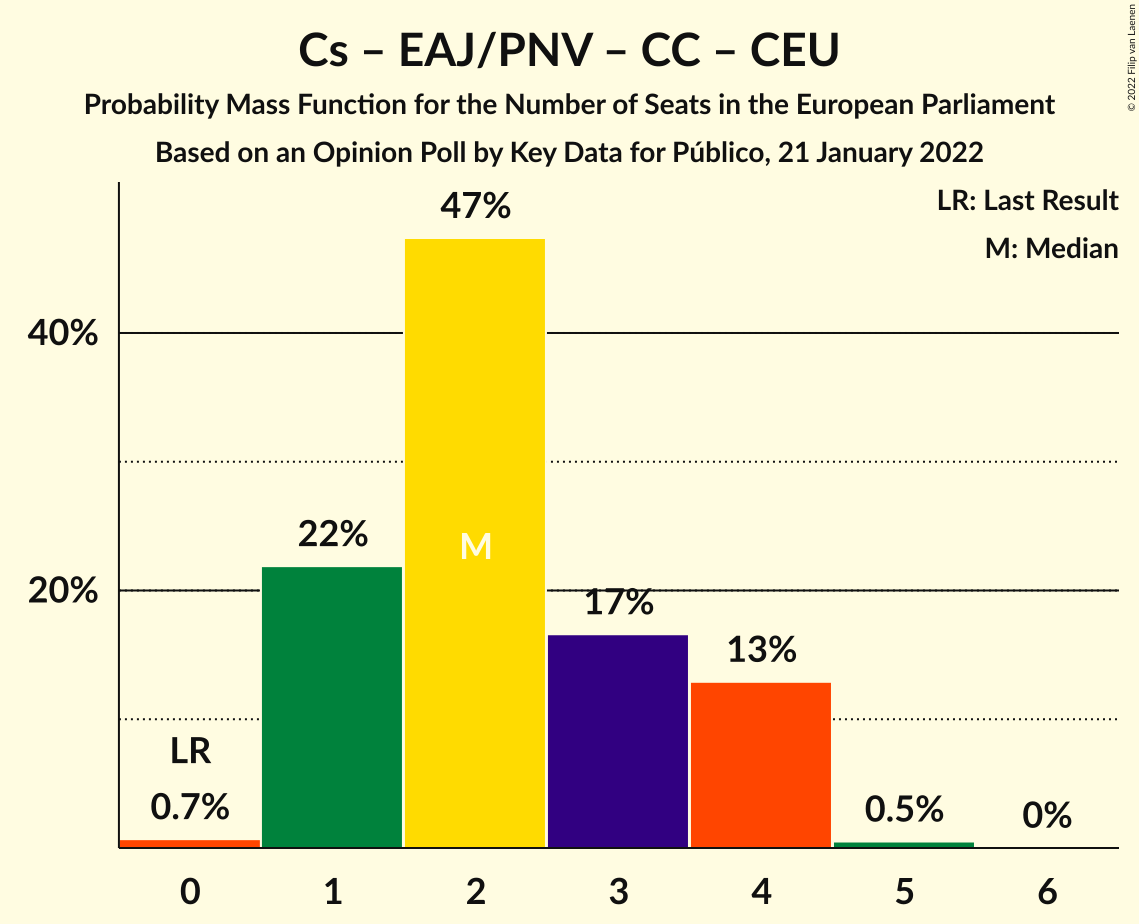 Cs – EAJ/PNV – CC – CEU
Probability Mass Function for the Number of Seats in the European Parliament
Based on an Opinion Poll by Key Data for Público, 21 January 2022
© 2022 Filip van Laenen
LR: Last Result
M: Median
47%
40%
22%
M
20%
17%
13%
LR
0.7%
0.5%
0%
0 1 2 3 4 5 6